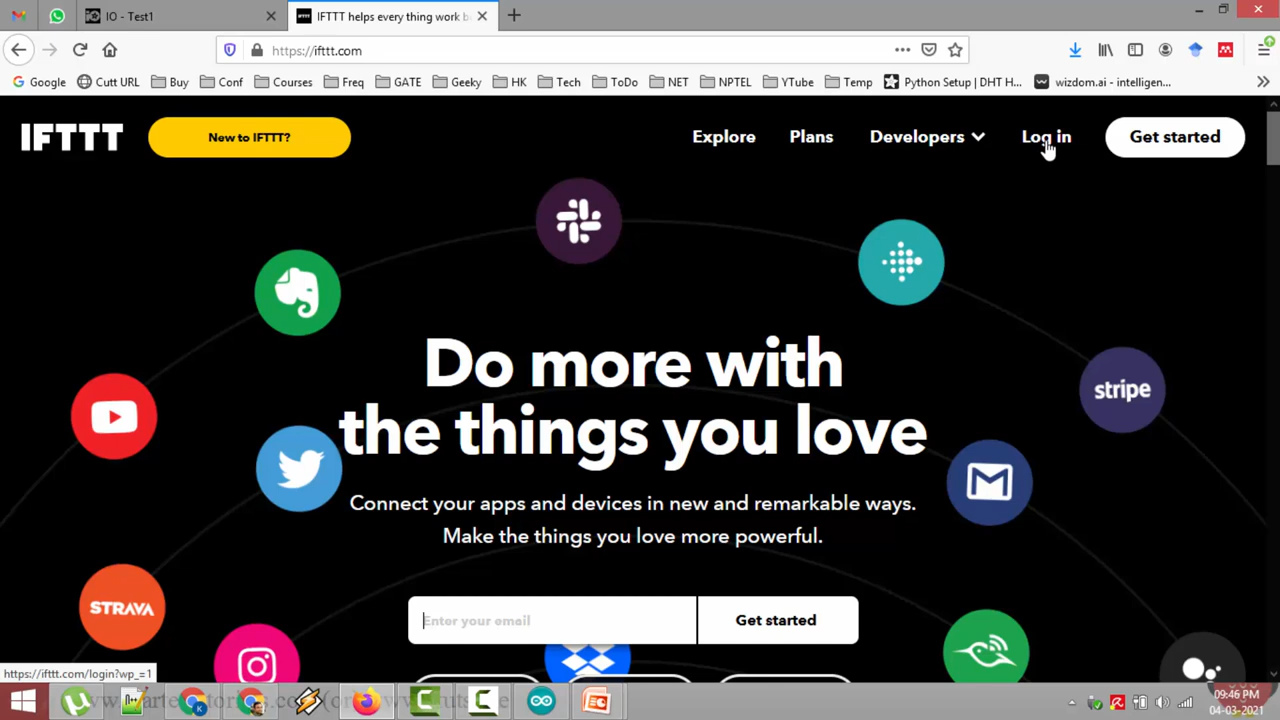 IO - Test1
IFTTT helps every thing work b
https://ifttt.com
Google
Cutt URL
Buy
Conf
Courses
Freq
GATE
Geeky
HK
Tech
ToDo
NET
NPTEL
YTube
Temp
Python Setup | DHT H...
wizdom.ai - intelligen...
IFTTT
New to IFTTT?
Explore
Plans
Developers
Log in
Get started
stripe
Do more with
the things you love
Connect your apps and devices in new and remarkable ways.
Make the things you love more powerful.
STRAVA
Enter your email
Get started
https://ifttt.com/login?wp_=1
09:46 PM
04-03-2021